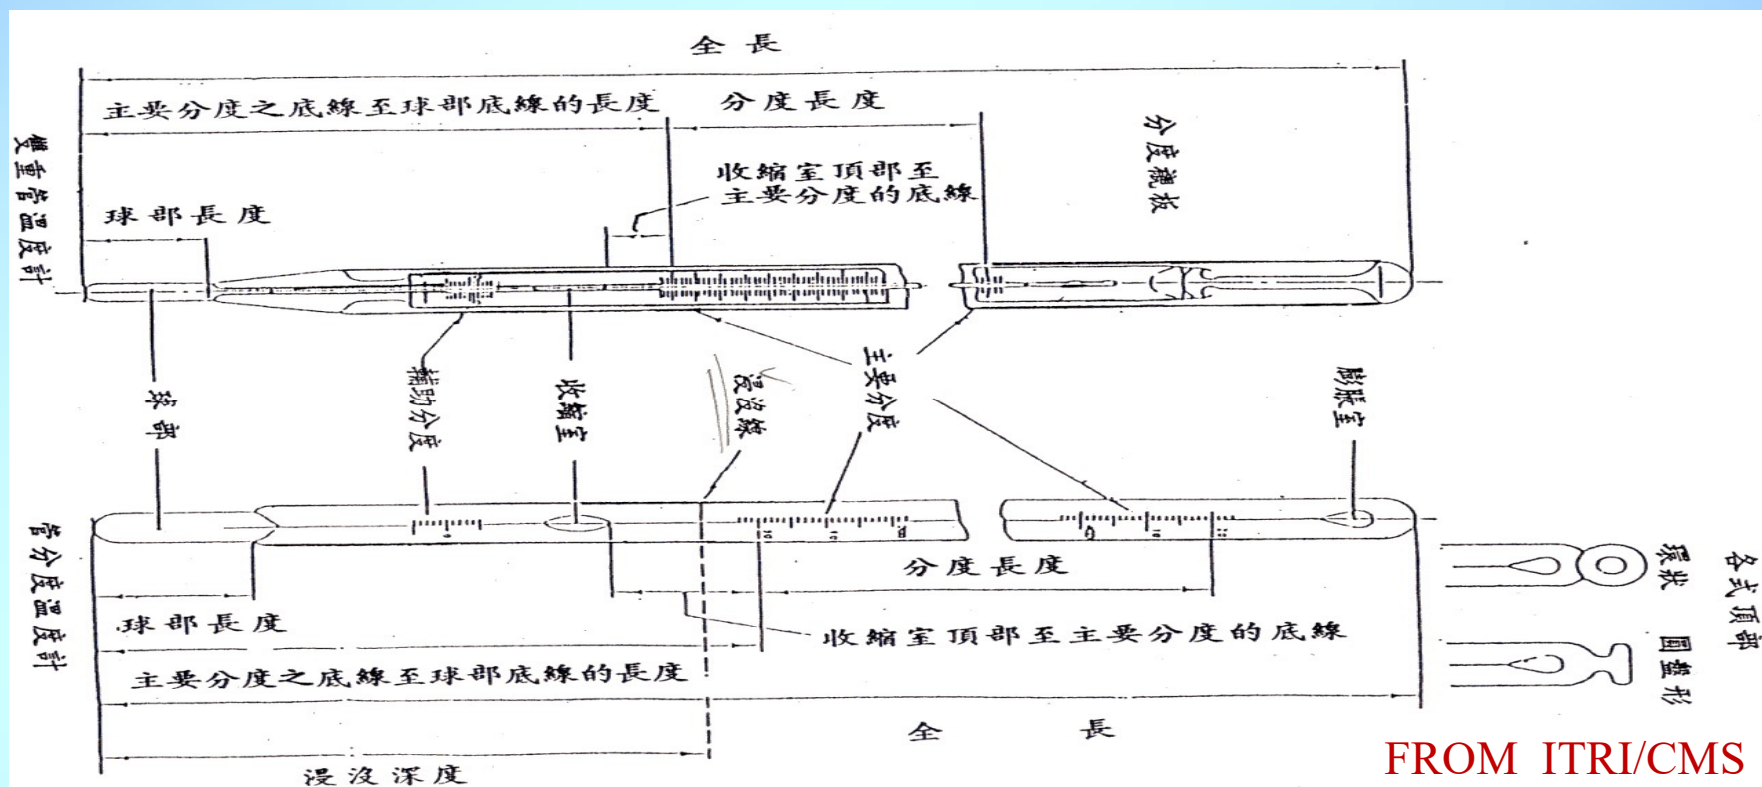 全長
主要分度之底線至球部底線的長度
分度長度
分度襯板
雙重管溫度計
收縮室頂部至
主要分度的底線
球部長度
球部
輔助分度
收縮室
浸沒線
主要分度
膨脹室
管分度溫度計
分度長度
環狀
各式頂部
球部長度
收縮室頂部至主要分度的底線
圓整形
主要分度之底線至球部底線的長度
全長
浸沒深度
FROM ITRI/CMS